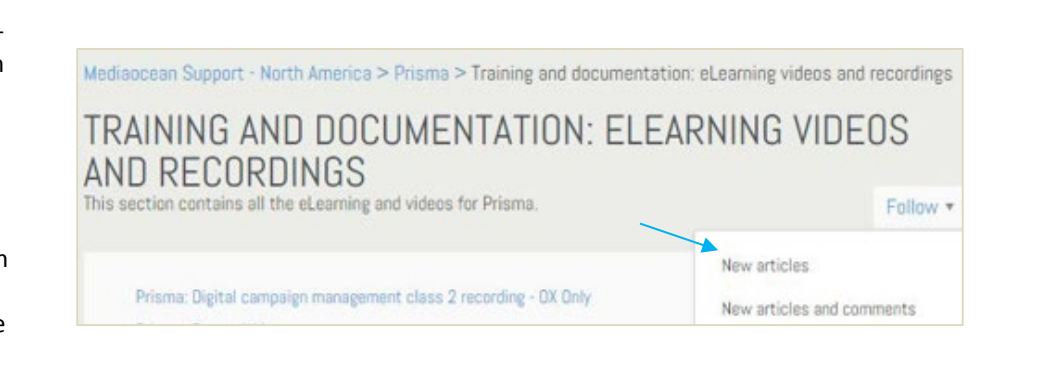 Mediaocean Support - North America > Prisma > Training and documentation: eLearning videos and recordings
TRAINING AND DOCUMENTATION: ELEARNING VIDEOS
AND RECORDINGS
This section contains all the eLearning and videos for Prisma.
Follow ▾
New articles
Prisma: Digital campaign management class 2 recording - OX Only
New articles and comments